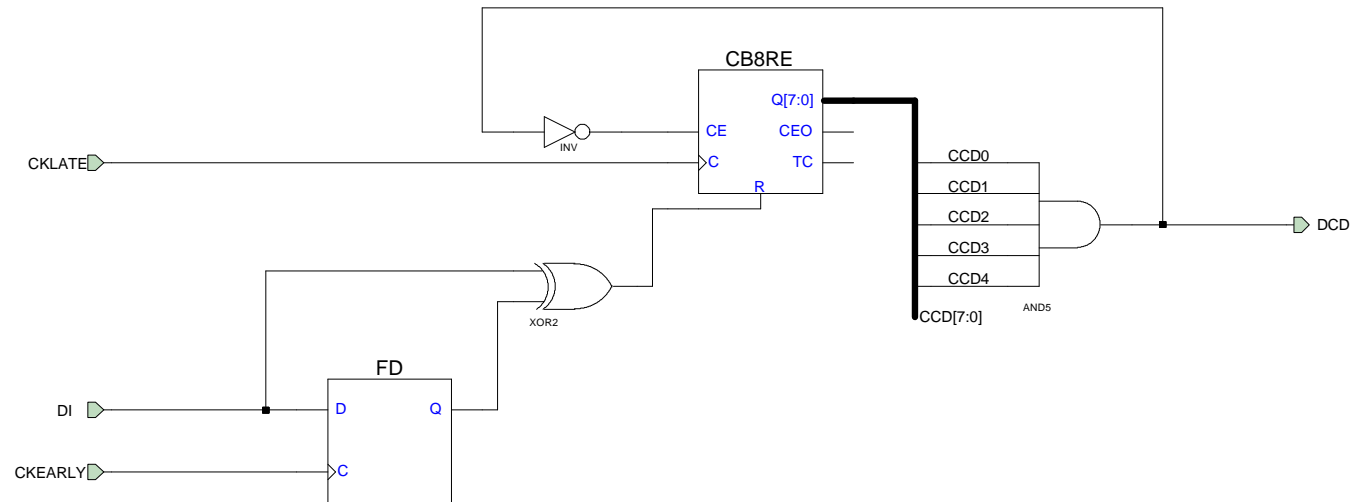 CB8RE
Q[7:0]
CE
CEO
INV
CKLATE
C
TC
R
CCD0
CCD1
CCD2
CCD3
CCD4
DCD
XOR2
AND5
CCD[7:0]
FD
DI
D
Q
CKEARLY
C